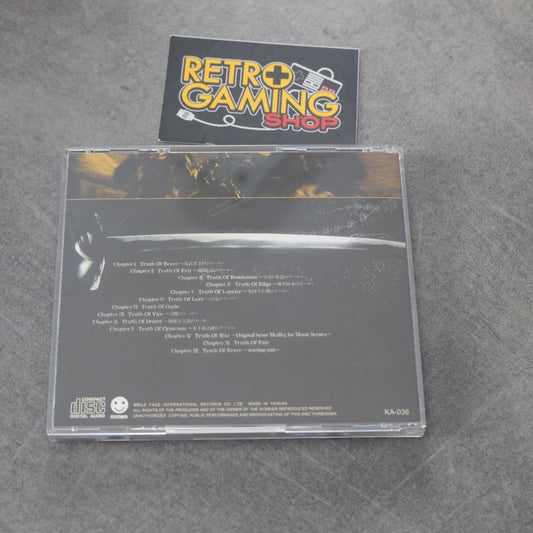 RETRO
GAMING
SHOP
Chapter I Truth Of Brave
Chapter II Truth Of Evil
Chapter III Truth Of Resolution
Chapter IV Truth Of Edge
Chapter V Truth Of Loyalty
Chapter VI Truth Of Lure
Chapter VII Truth Of Guile
Chapter VIII Truth Of Vice
Chapter IX Truth Of Desire
Chapter X Truth Of Cynicism
Chapter XI Truth Of War ~Original Score Medley for Movie Scenes~
Chapter XII Truth Of Fate
Chapter XIII Truth Of Brave ~warring mix~
COMPACT
disc
DIGITAL AUDIO
SMILE FACE INTERNATIONAL RECORDS CO LTD MADE IN TAIWAN
ALL RIGHTS OF THE PRODUCER AND OF THE OWNER OF THE WORKER REPRODUCED RESERVED
UNAUTHORIZED COPYING PUBLIC PERFORMANCE AND BRONDCASTING OF THIS DISC FORBIDDEN
KA-036